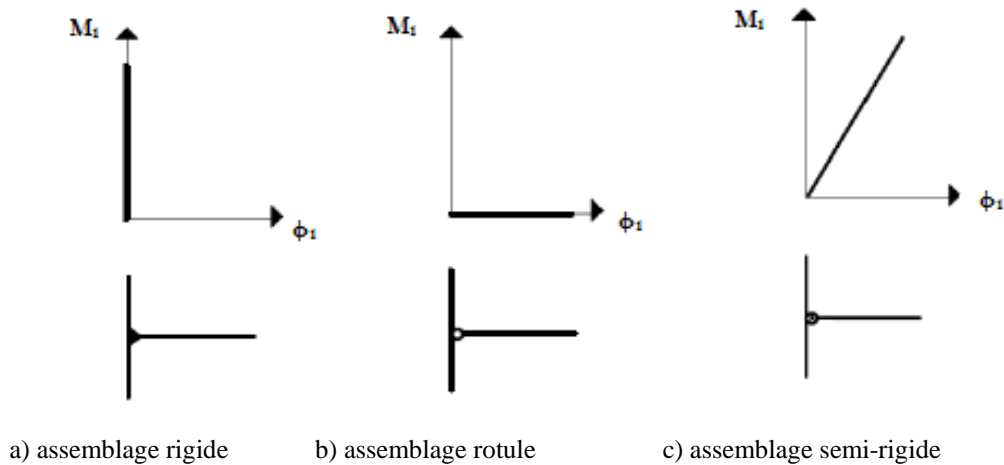 M₁
ϕ₁
M₁
ϕ₁
M₁
ϕ₁
a) assemblage rigide
b) assemblage rotule
c) assemblage semi-rigide